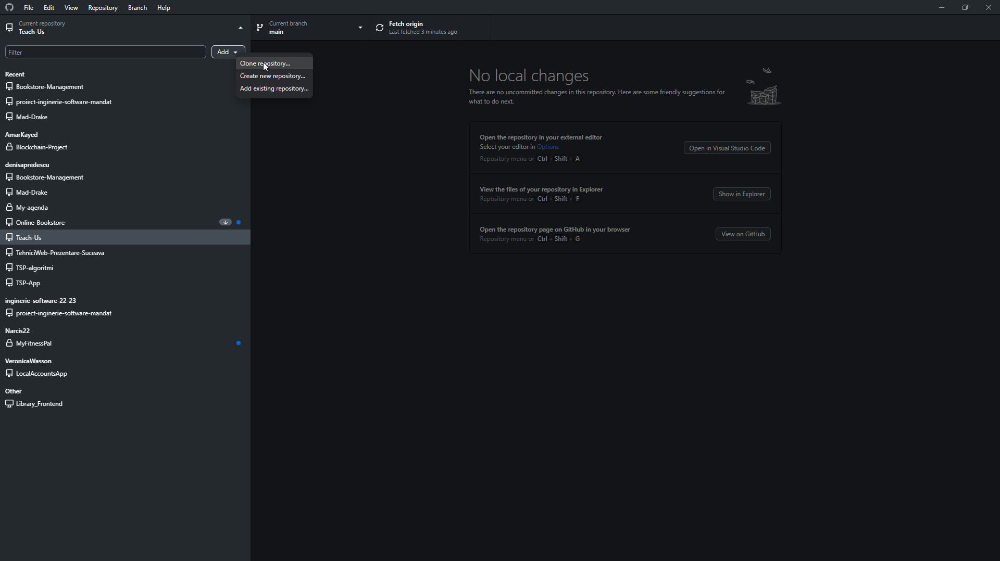 File Edit View Repository Branch Help
Current repository
Teach-Us
Current branch
main
Fetch origin
Last fetched 3 minutes ago
Filter
Add
Clone repository...
Create new repository...
Add existing repository...
Recent
Bookstore-Management
proiect-inginerie-software-mandat
Mad-Drake
AmarKayed
Blockchain-Project
denisapredescu
Bookstore-Management
Mad-Drake
My-agenda
Online-Bookstore
Teach-Us
TehniciWeb-Prezentare-Suceava
TSP-algoritmi
TSP-App
inginerie-software-22-23
proiect-inginerie-software-mandat
Narcis22
MyFitnessPal
VeronicaWasson
LocalAccountsApp
Other
Library_Frontend
No local changes
There are no uncommitted changes in this repository. Here are some friendly suggestions for
what to do next.
Open the repository in your external editor
Select your editor in Options
Repository menu or Ctrl + Shift + A
Open in Visual Studio Code
View the files of your repository in Explorer
Repository menu or Ctrl + Shift + F
Show in Explorer
Open the repository page on GitHub in your browser
Repository menu or Ctrl + Shift + G
View on GitHub